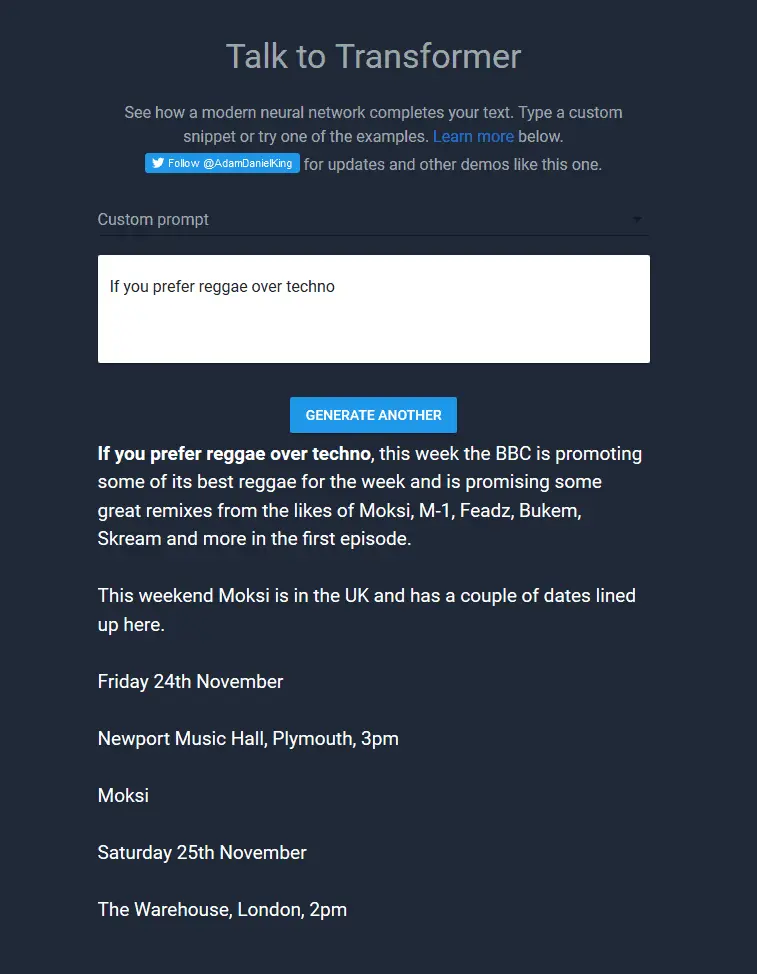 Talk to Transformer
See how a modern neural network completes your text. Type a custom
snippet or try one of the examples. Learn more below.
Follow @AdamDanielKing for updates and other demos like this one.
Custom prompt
If you prefer reggae over techno
GENERATE ANOTHER
If you prefer reggae over techno, this week the BBC is promoting
some of its best reggae for the week and is promising some
great remixes from the likes of Moksi, M-1, Feadz, Bukem,
Skream and more in the first episode.
This weekend Moksi is in the UK and has a couple of dates lined
up here.
Friday 24th November
Newport Music Hall, Plymouth, 3pm
Moksi
Saturday 25th November
The Warehouse, London, 2pm